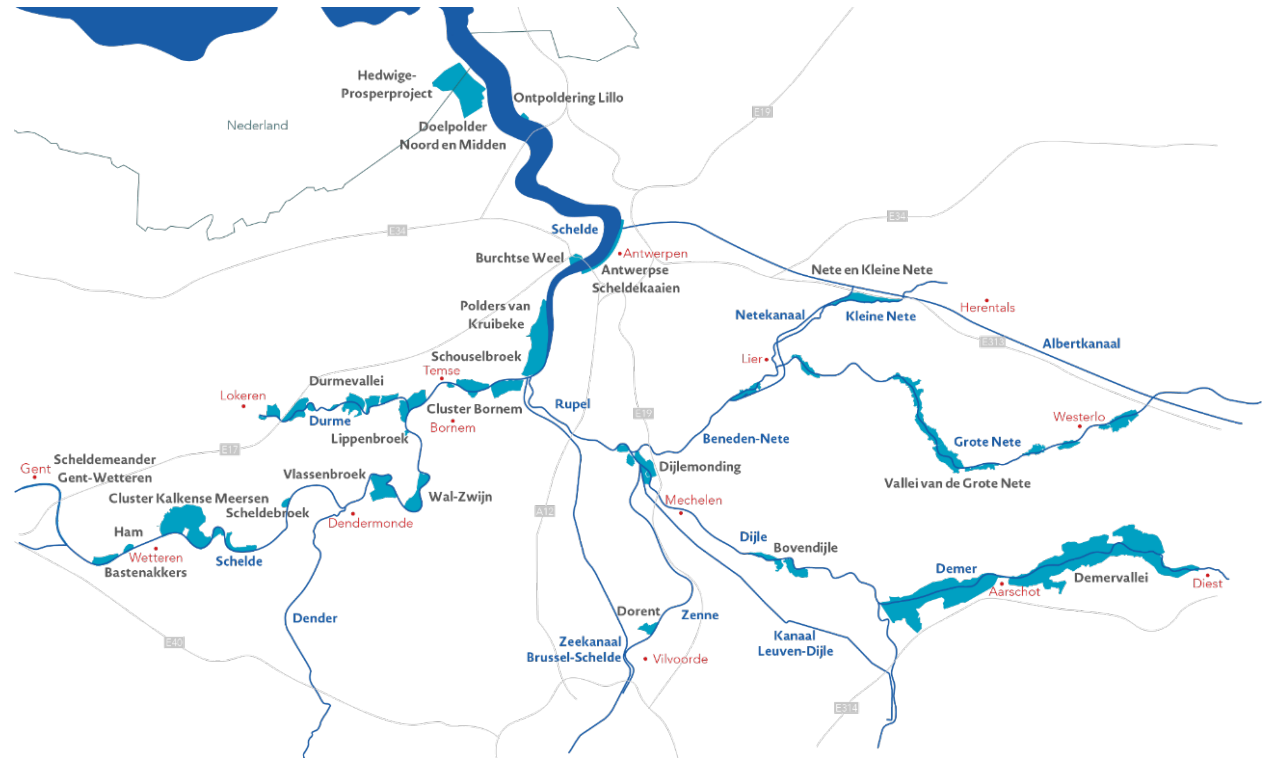 Hedwige-
Prosperproject
Ontpoldering Lillo
E19
Nederland
Doelpolder
Noord en Midden
E34
E34
Schelde
Burchtse Weel
Antwerpen
Antwerpse
Scheldekaaien
Nete en Kleine Nete
Herentals
Polders van
Kruibeke
Netekanaal
Kleine Nete
E313
Albertkanaal
Schouselbroek
Temse
Lier
Durmevallei
Lokeren
Durme
Cluster Bornem
Bornem
Rupel
E19
Westerlo
Lippenbroek
Beneden-Nete
Grote Nete
E17
Gent
Scheldemeander
Gent-Wetteren
Vlassenbroek
Dijlemonding
Vallei van de Grote Nete
Cluster Kalkense Meersen
Scheldebroek
Wal-Zwijn
Mechelen
A12
Dendermonde
Ham
Wetteren
Bastenakkers
Schelde
Dijle
Bovendijle
Demer
Aarschot
Demervallei
Diest
Dender
Dorent
Zenne
E40
Zeekanaal
Brussel-Schelde
Vilvoorde
Kanaal
Leuven-Dijle
E314